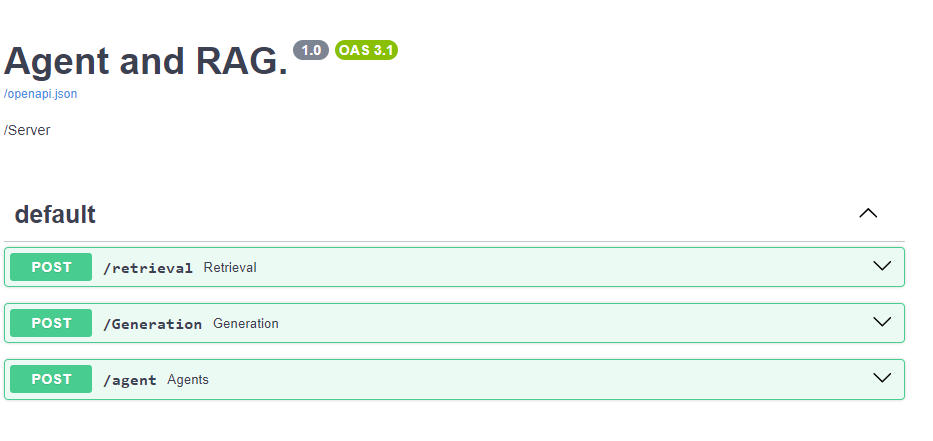 Agent and RAG. 1.0 OAS 3.1
/openapi.json
/Server
default
POST /retrieval Retrieval
POST /Generation Generation
POST /agent Agents